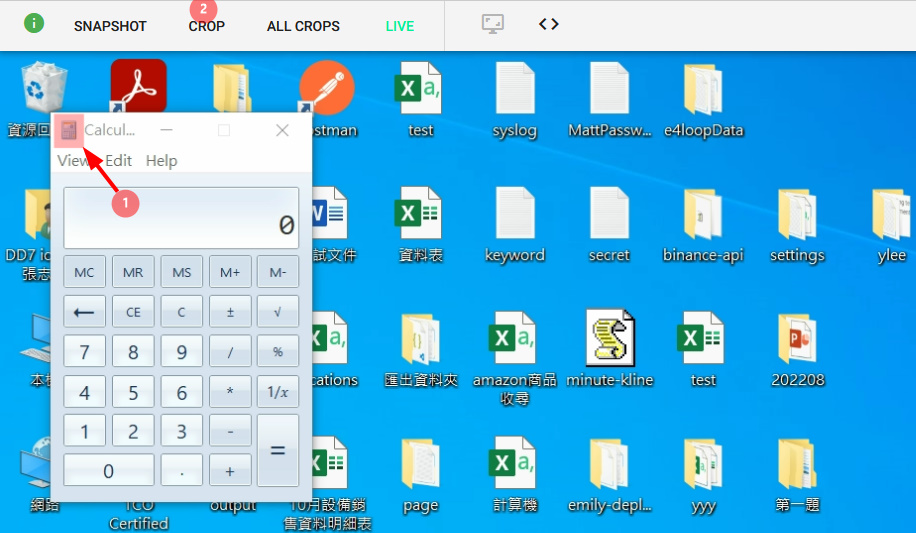 2
SNAPSHOT CROP ALL CROPS LIVE <>
資源回 stman test syslog MattPassw... e4loopData
Calcul...
View Edit Help
1
0
MC MR MS M+ M-
← CE C ± √
7 8 9 / %
4 5 6 * 1/x
1 2 3 - =
0 . +
DD7 ic
張志
試文件 資料表 keyword secret binance-api settings ylee
本機
cations 匯出資料夾 amazon商品
收尋
minute-kline test 202208
網路 TCO
Certified
output 10月設備銷
售資料明細表
page 計算機 emily-depl... yyy 第一題